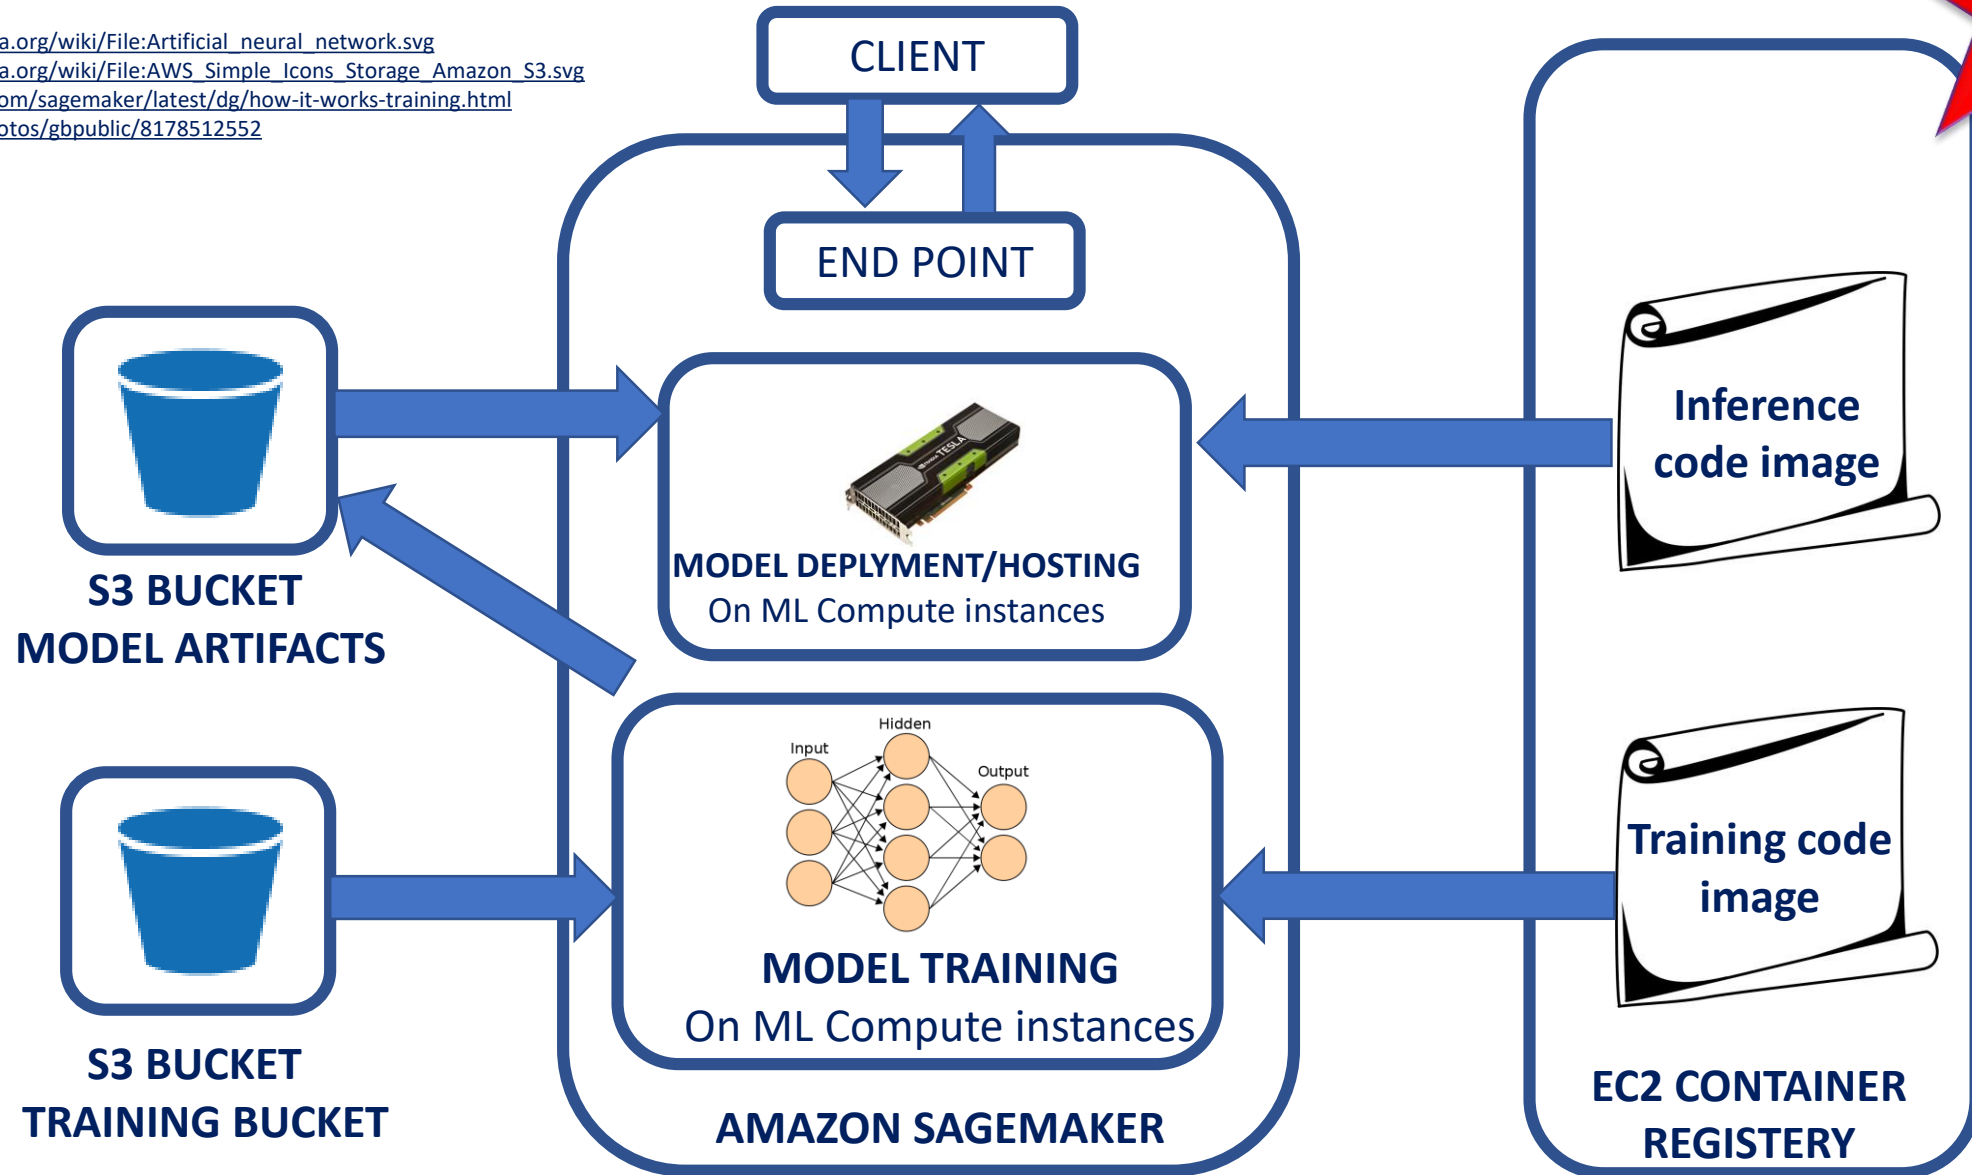 a.org/wiki/File:Artificial_neural_network.svg
a.org/wiki/File:AWS_Simple_Icons_Storage_Amazon_S3.svg
om/sagemaker/latest/dg/how-it-works-training.html
otos/gbpublic/8178512552
CLIENT
END POINT
TESLA
MODEL DEPLYMENT/HOSTING
On ML Compute instances
Inference
code image
S3 BUCKET
MODEL ARTIFACTS
Hidden
Input
Output
MODEL TRAINING
On ML Compute instances
Training code
image
S3 BUCKET
TRAINING BUCKET
AMAZON SAGEMAKER
EC2 CONTAINER
REGISTERY